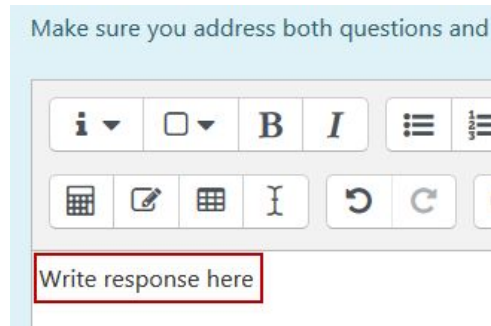 Make sure you address both questions and
i
B I
Write response here